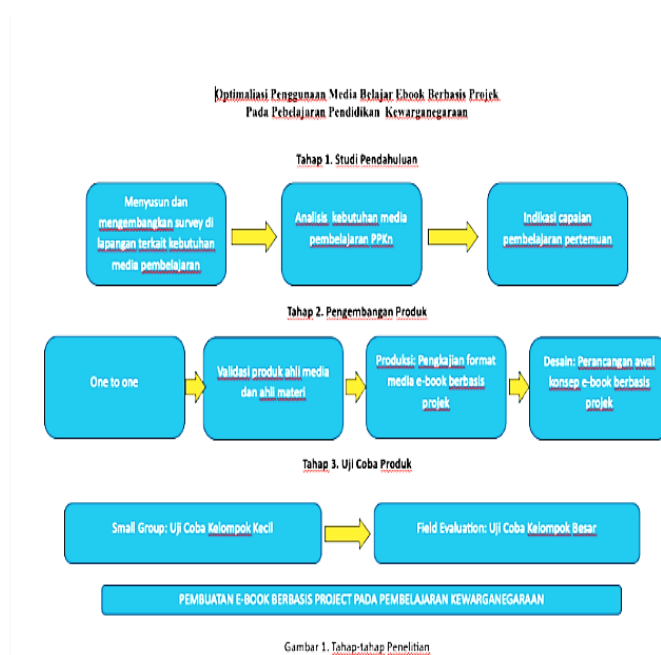 Optimaliasi Penggunaan Media Belajar Ebook Berbasis Projek
Pada Pebelajaran Pendidikan Kewarganegaraan
Tahap 1. Studi Pendahuluan
Menyusun dan
mengembangkan survey di
lapangan terkait kebutuhan
media pembelajaran
Analisis kebutuhan media
pembelajaran PPKn
Indikasi capaian
pembelajaran pertemuan
Tahap 2. Pengembangan Produk
One to one
Validasi produk ahli media
dan ahli materi
Produksi: Pengkajian format
media e-book berbasis
projek
Desain: Perancangan awal
konsep e-book berbasis
projek
Tahap 3. Uji Coba Produk
Small Group: Uji Coba Kelompok Kecil
Field Evaluation: Uji Coba Kelompok Besar
PEMBUATAN E-BOOK BERBASIS PROJECT PADA PEMBELAJARAN KEWARGANEGARAAN
Gambar 1. Tahap-tahap Penelitian